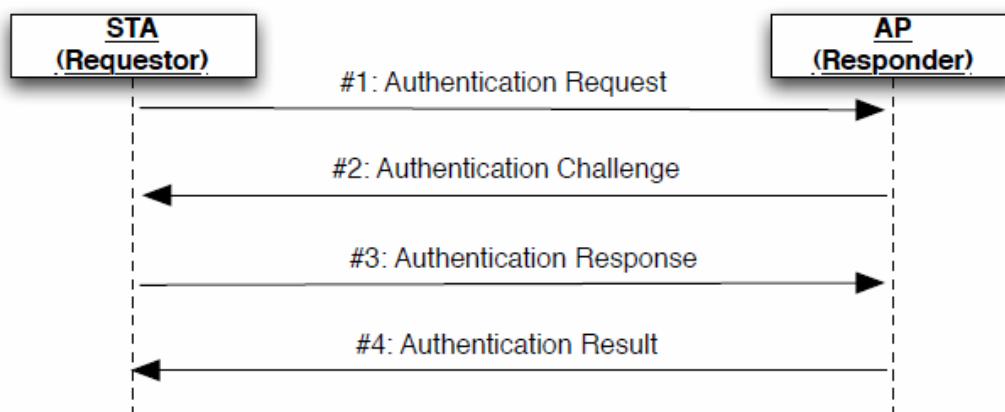 STA
(Requestor)
AP
(Responder)
#1: Authentication Request
#2: Authentication Challenge
#3: Authentication Response
#4: Authentication Result